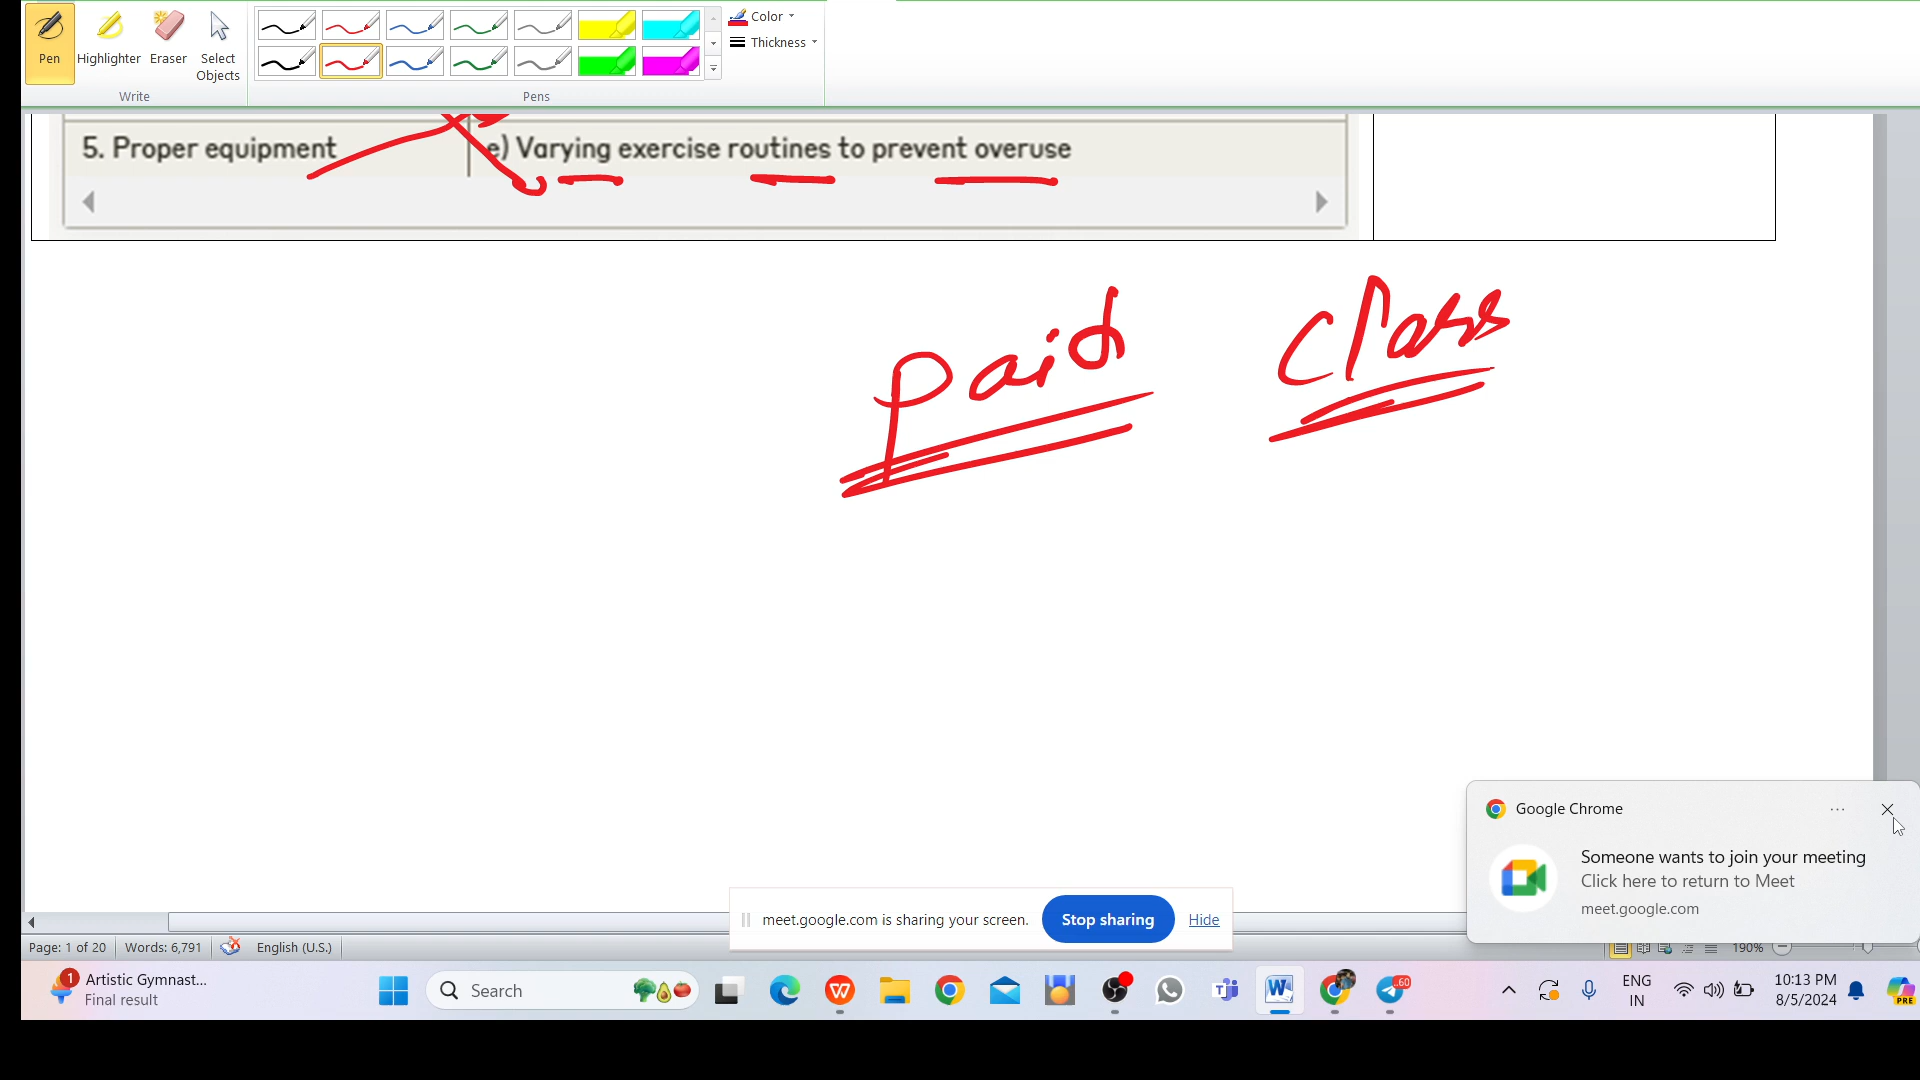 Color
Thickness
Pen Highlighter Eraser Select Objects
Write Pens
5. Proper equipment e) Varying exercise routines to prevent overuse
Paid Class
Google Chrome
Someone wants to join your meeting
Click here to return to Meet
meet.google.com
meet.google.com is sharing your screen. Stop sharing Hide
Page: 1 of 20 Words: 6,791 English (U.S.) 190%
1 Artistic Gymnast...
Final result
Search
..60
ENG
IN
10:13 PM
8/5/2024
PRE